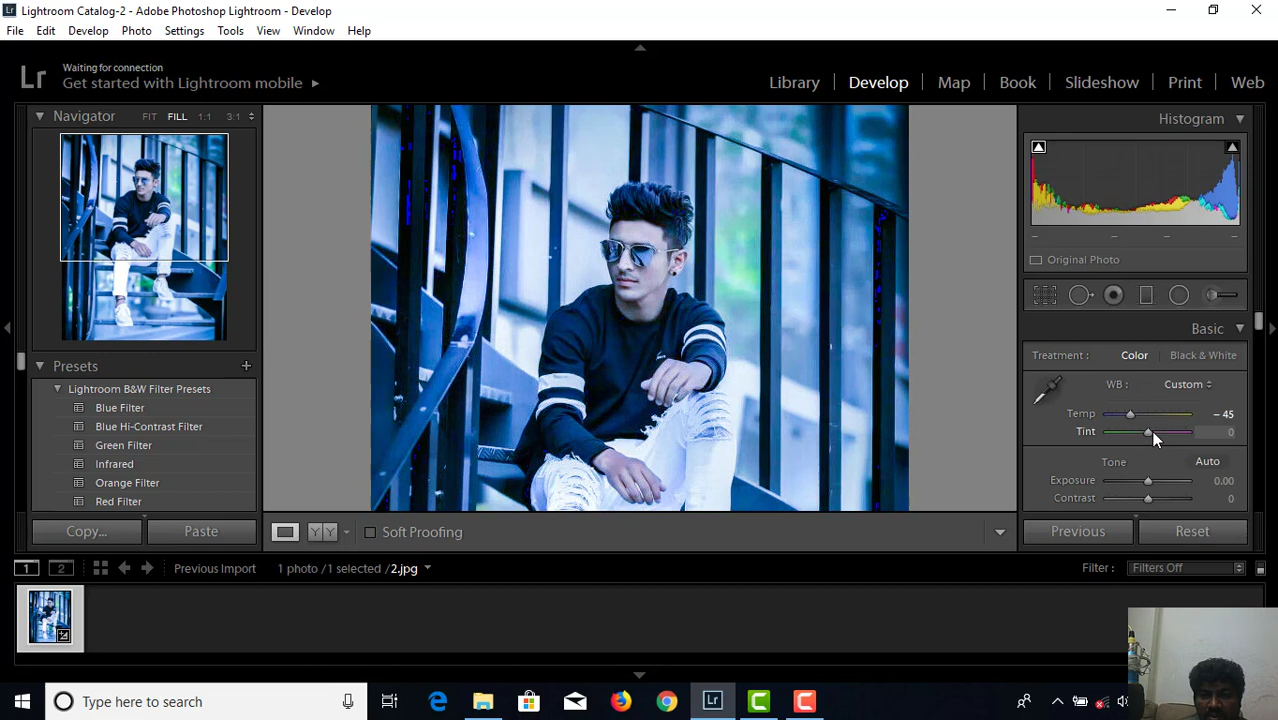 Lr Lightroom Catalog-2 - Adobe Photoshop Lightroom - Develop
File Edit Develop Photo Settings Tools View Window Help
Waiting for connection
Lr Get started with Lightroom mobile
Library Develop Map Book Slideshow Print Web
Navigator FIT FILL 1:1 3:1
Histogram
Original Photo
Basic
Treatment : Color Black & White
WB : Custom
Temp – 45
Tint 0
Tone Auto
Exposure 0.00
Contrast 0
Presets +
Lightroom B&W Filter Presets
Blue Filter
Blue Hi-Contrast Filter
Green Filter
Infrared
Orange Filter
Red Filter
Copy... Paste
Y Y Soft Proofing
Previous Reset
1 2 Previous Import 1 photo / 1 selected / 2.jpg Filter : Filters Off
Type here to search
Lr